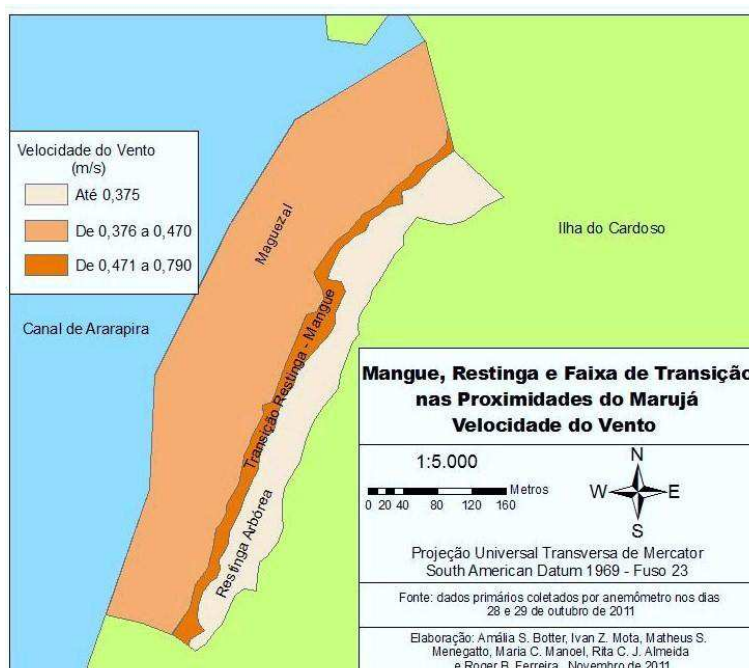 Velocidade do Vento
(m/s)
Até 0,375
De 0,376 a 0,470
De 0,471 a 0,790
Maguezal
Ilha do Cardoso
Canal de Ararapira
Transição Restinga - Mangue
Restinga Arbórea
Mangue, Restinga e Faixa de Transição
nas Proximidades do Marujá
Velocidade do Vento
1:5.000
Metros
0 20 40 80 120 160
N
W E
S
Projeção Universal Transversa de Mercator
South American Datum 1969 - Fuso 23
Fonte: dados primários coletados por anemômetro nos dias
28 e 29 de outubro de 2011
Elaboração: Amália S. Botter, Ivan Z. Mota, Matheus S.
Menegatto, Maria C. Manoel, Rita C. J. Almeida
e Roger B. Ferreira. Novembro de 2011